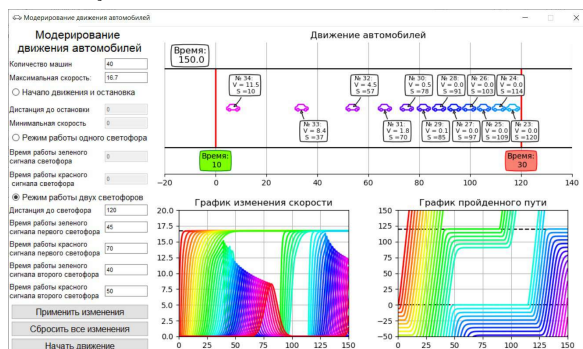 Модерирование движения автомобилей
Модерирование
движения автомобилей
Количество машин 40
Максимальная скорость: 16.7
Начало движения и остановка
Дистанция до остановки 0
Минимальная скорость 0
Режим работы одного светофора
Время работы зеленого
сигнала светофора 0
Время работы красного
сигнала светофора 0
Режим работы двух светофоров
Дистанция до светофора 120
Время работы зеленого
сигнала первого светофора 45
Время работы красного
сигнала первого светофора 70
Время работы зеленого
сигнала второго светофора 40
Время работы красного
сигнала второго светофора 50
Применить изменения
Сбросить все изменения
Начать движение
Движение автомобилей
Время:
150.0
№ 34:
V = 11.5
S =10
№ 32:
V = 4.5
S =57
№ 30:
V = 0.5
S =78
№ 28:
V = 0.0
S =91
№ 26:
V = 0.0
S =103
№ 24:
V = 0.0
S =114
№ 33:
V = 8.4
S =37
№ 31:
V = 1.8
S =70
№ 29:
V = 0.1
S =85
№ 27:
V = 0.0
S =97
№ 25:
V = 0.0
S =109
№ 23:
V = 0.0
S =120
Время:
10
Время:
30
−20 0 20 40 60 80 100 120 140
График изменения скорости
20.0
17.5
15.0
12.5
10.0
7.5
5.0
2.5
0.0
0 25 50 75 100 125 150
График пройденного пути
150
125
100
75
50
25
0
−25
−50
0 25 50 75 100 125 150